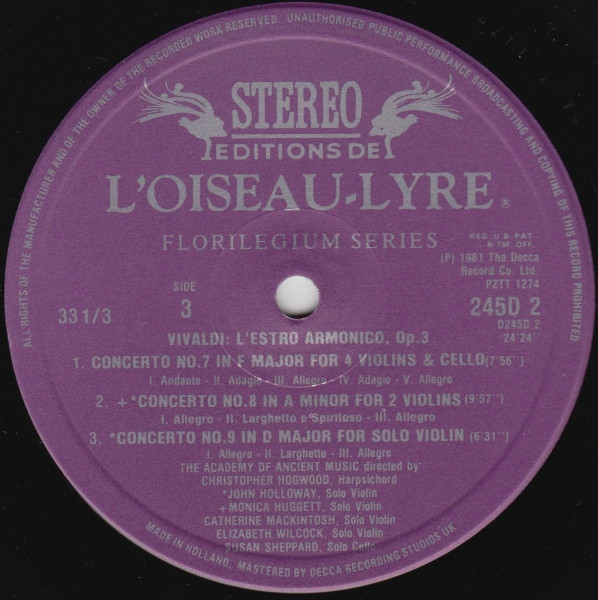 ALL RIGHTS OF THE MANUFACTURER AND OF THE OWNER OF THE RECORDED WORK RESERVED. UNAUTHORISED PUBLIC PERFORMANCE BROADCASTING AND COPYING OF THIS RECORD PROHIBITED
STEREO
EDITIONS DE
L'OISEAU-LYRE®
FLORILEGIUM SERIES
REG. U.S. PAT.
& TM. OFF.
(P) 1981 The Decca
Record Co. Ltd.
PZTT 1274
SIDE
33 1/3 3 245D 2
D245D 2
VIVALDI: L'ESTRO ARMONICO, Op.3 24'24''
1. CONCERTO NO.7 IN F MAJOR FOR 4 VIOLINS & CELLO(7'56'')
I. Andante - II. Adagio - III. Allegro - IV. Adagio - V. Allegro
2. +*CONCERTO NO.8 IN A MINOR FOR 2 VIOLINS (9'57'')
I. Allegro - II. Larghetto e Spiritoso - III. Allegro
3. *CONCERTO NO.9 IN D MAJOR FOR SOLO VIOLIN (6'31'')
I. Allegro - II. Larghetto - III. Allegro
THE ACADEMY OF ANCIENT MUSIC directed by
CHRISTOPHER HOGWOOD, Harpsichord
*JOHN HOLLOWAY, Solo Violin
+MONICA HUGGETT, Solo Violin
CATHERINE MACKINTOSH, Solo Violin
ELIZABETH WILCOCK, Solo Violin
SUSAN SHEPPARD, Solo Cello
MADE IN HOLLAND, MASTERED BY DECCA RECORDING STUDIOS UK